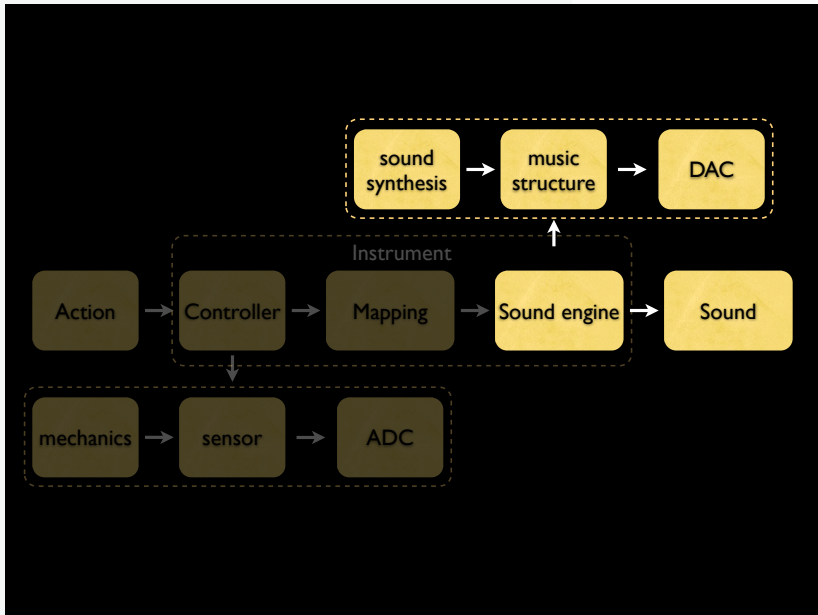 sound
synthesis
music
structure
DAC
Instrument
Action
Controller
Mapping
Sound engine
Sound
mechanics
sensor
ADC